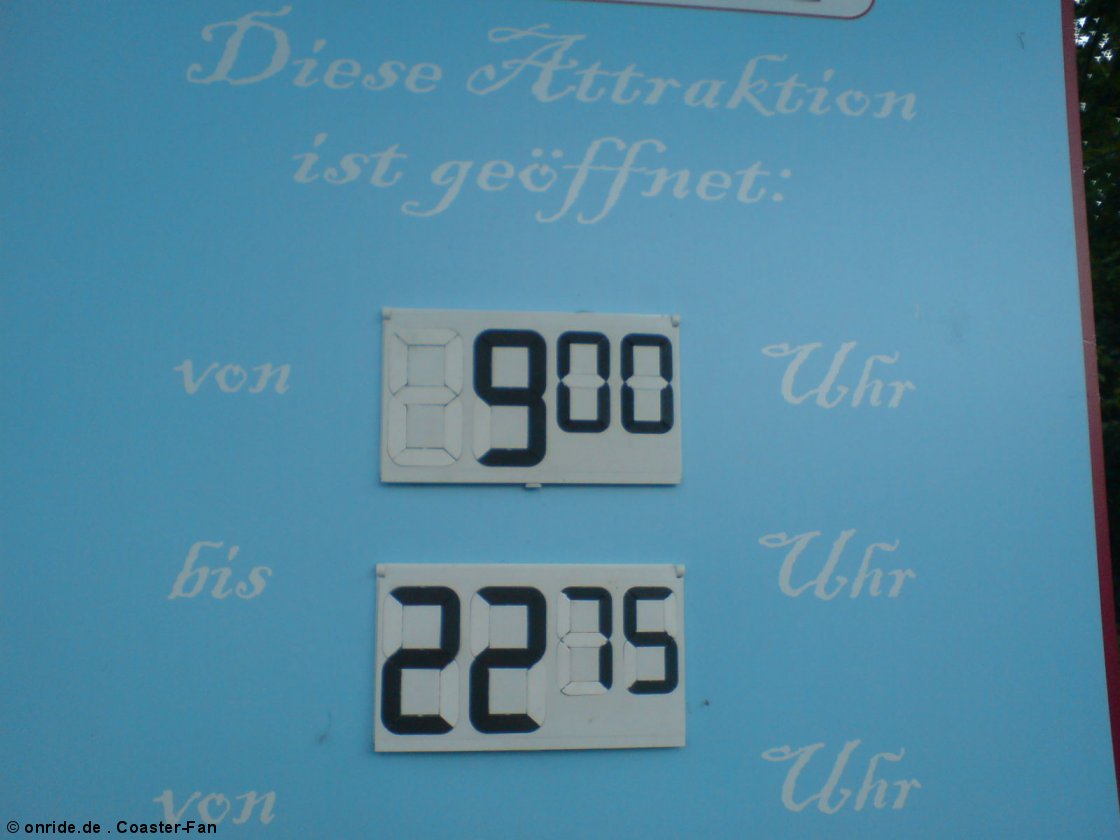 Diese Attraktion
ist geöffnet:
von 900 Uhr
bis 2275 Uhr
von Uhr
© onride.de . Coaster-Fan